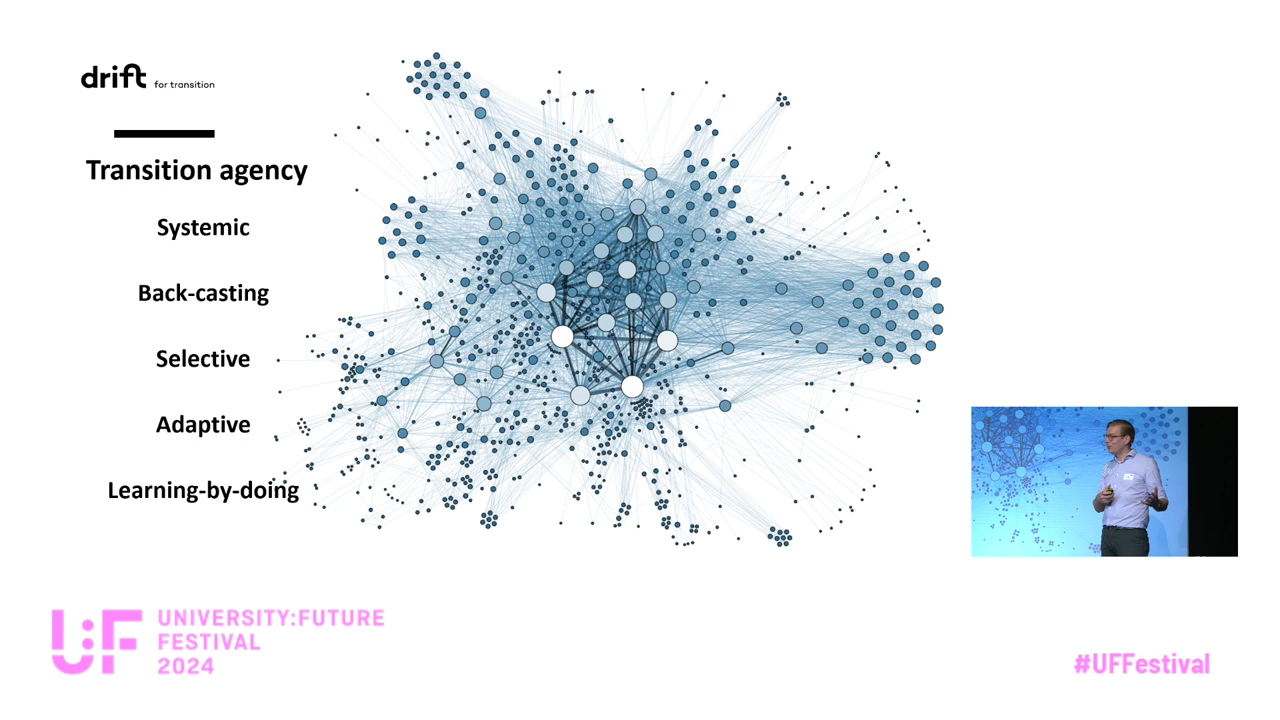 drift for transition
Transition agency
Systemic
Back-casting
Selective
Adaptive
Learning-by-doing
U:F
UNIVERSITY:FUTURE
FESTIVAL
2024
#UFFestival